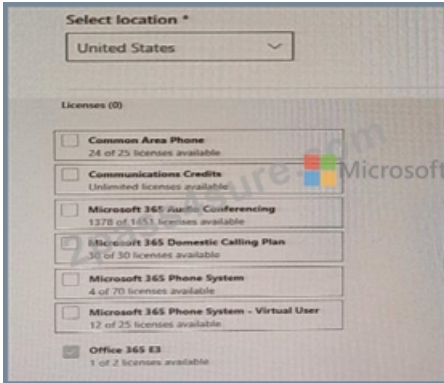 Select location *
United States
Licenses (0)
Common Area Phone
24 of 25 licenses available
Communications Credits
Unlimited licenses available
Microsoft
Microsoft 365 Audio Conferencing
1378 of 1651 licenses available
Microsoft 365 Domestic Calling Plan
30 of 30 licenses available
Microsoft 365 Phone System
4 of 70 licenses available
Microsoft 365 Phone System - Virtual User
12 of 25 licenses available
Office 365 E3
1 of 2 licenses available